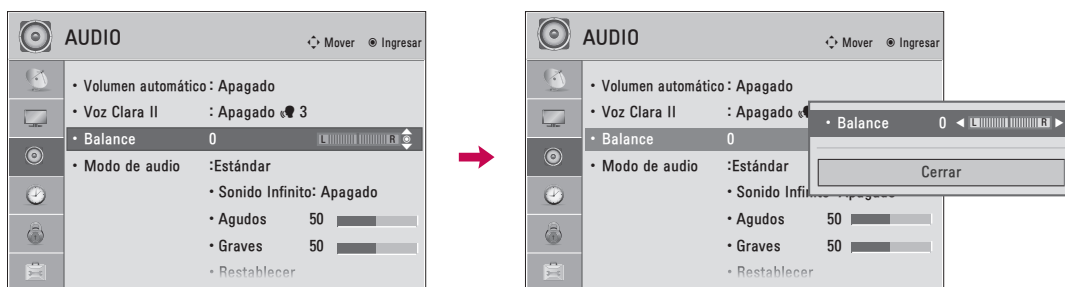 AUDIO
Mover Ingresar
• Volumen automático : Apagado
• Voz Clara II : Apagado 3
• Balance 0 L R
• Modo de audio :Estándar
• Sonido Infinito: Apagado
• Agudos 50
• Graves 50
• Restablecer
AUDIO
Mover Ingresar
• Volumen automático : Apagado
• Voz Clara II : Apagado
• Balance 0
• Modo de audio :Estándar
• Sonido Infinito: Apagado
• Agudos 50
• Graves 50
• Restablecer
• Balance 0 L R
Cerrar